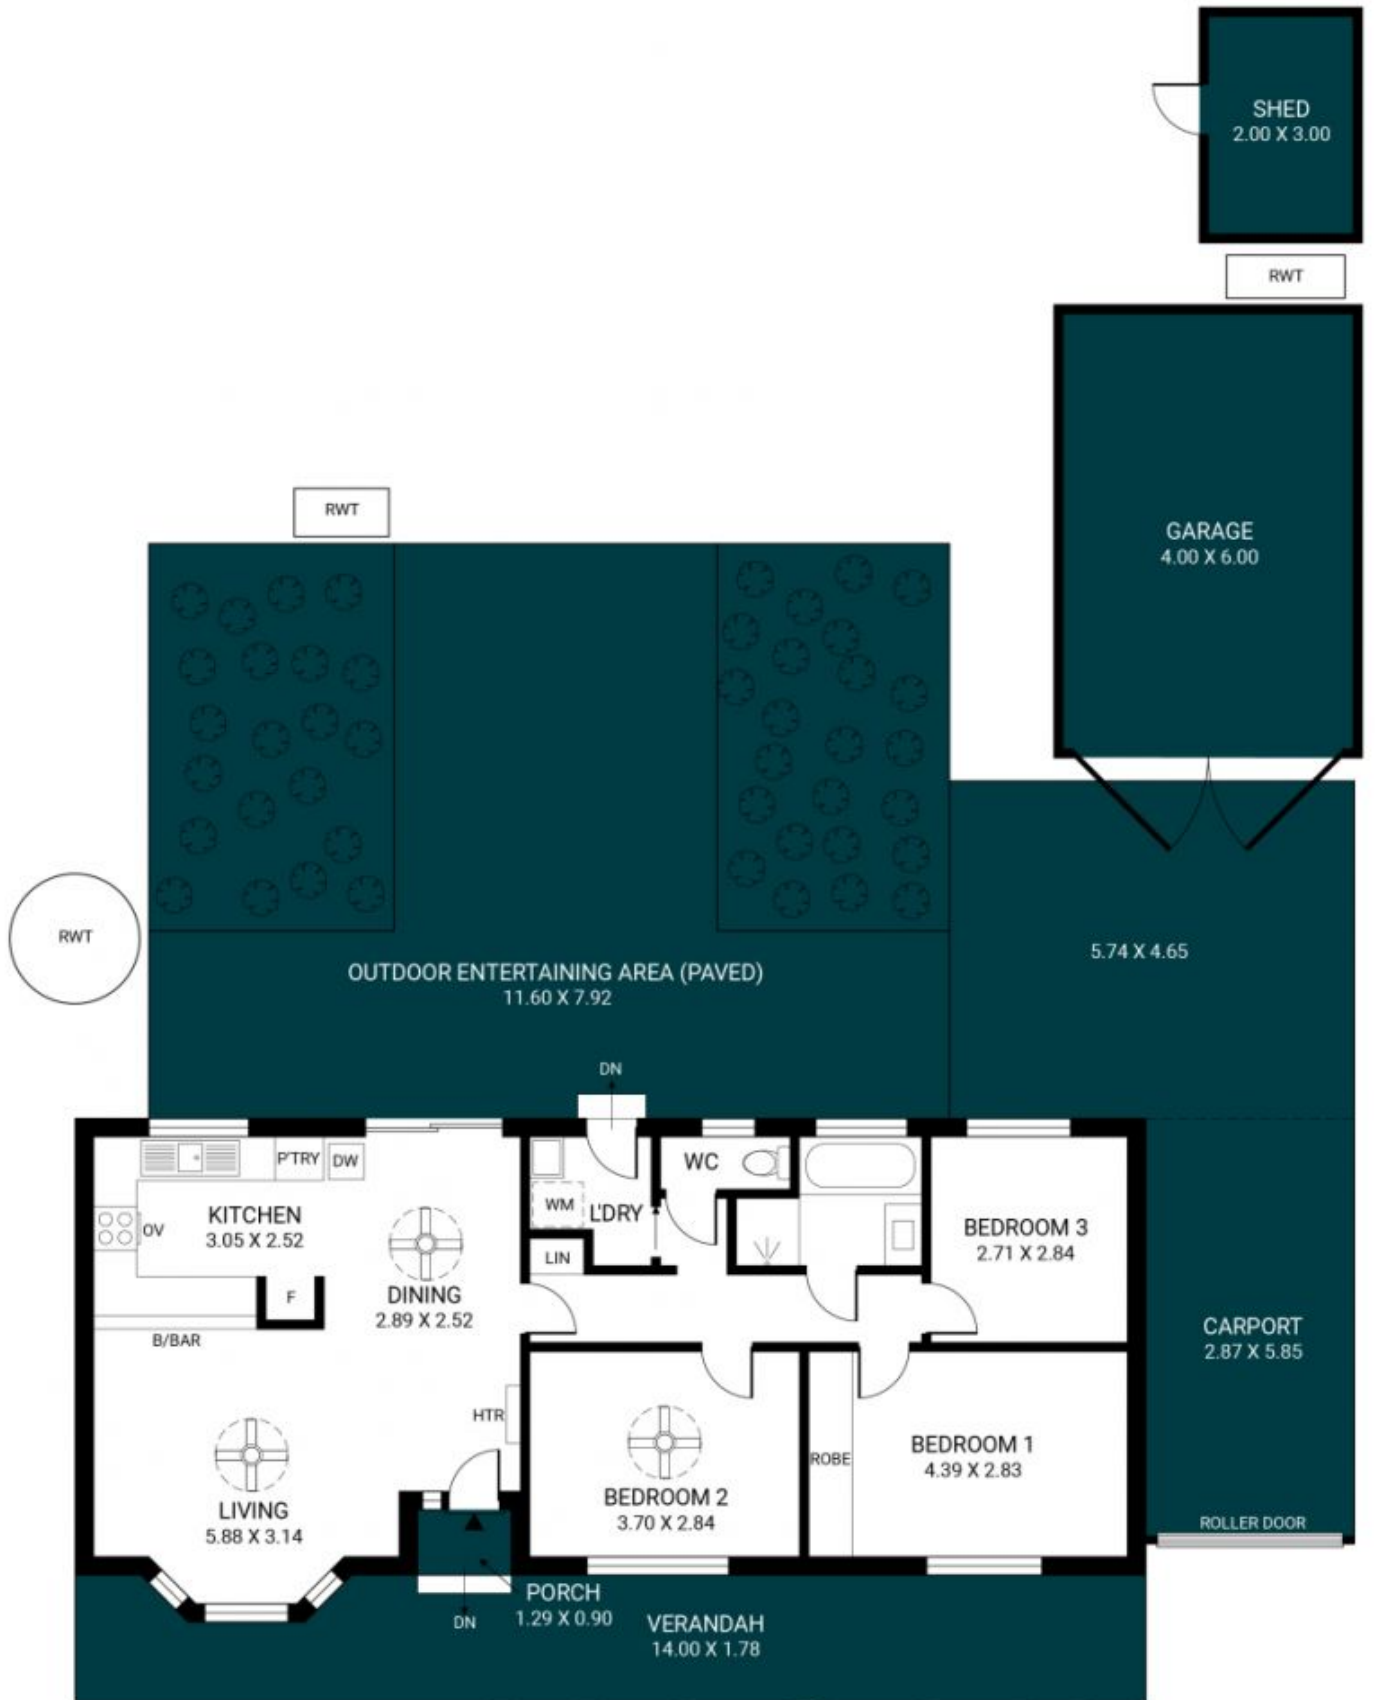 SHED
2.00 X 3.00
RWT
GARAGE
4.00 X 6.00
RWT
RWT
5.74 X 4.65
OUTDOOR ENTERTAINING AREA (PAVED)
11.60 X 7.92
DN
P'TRY
DW
WC
KITCHEN
3.05 X 2.52
OV
WM
L'DRY
LIN
BEDROOM 3
2.71 X 2.84
F
DINING
2.89 X 2.52
B/BAR
CARPORT
2.87 X 5.85
HTR
ROBE
BEDROOM 1
4.39 X 2.83
LIVING
5.88 X 3.14
BEDROOM 2
3.70 X 2.84
ROLLER DOOR
PORCH
1.29 X 0.90
DN
VERANDAH
14.00 X 1.78